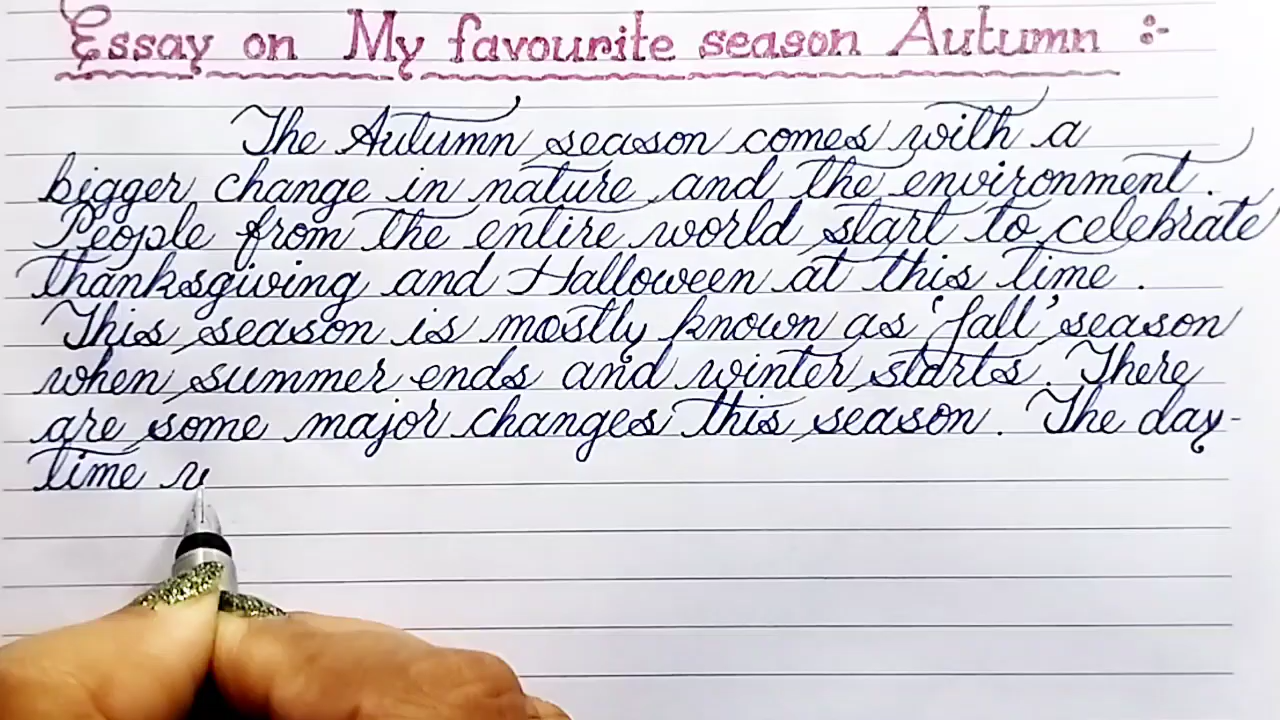 Essay on My favourite season Autumn :-
The Autumn season comes with a
bigger change in nature and the environment.
People from the entire world start to celebrate
thanksgiving and Halloween at this time.
This season is mostly known as 'fall' season
when summer ends and winter starts. There
are some major changes this season. The day-
time